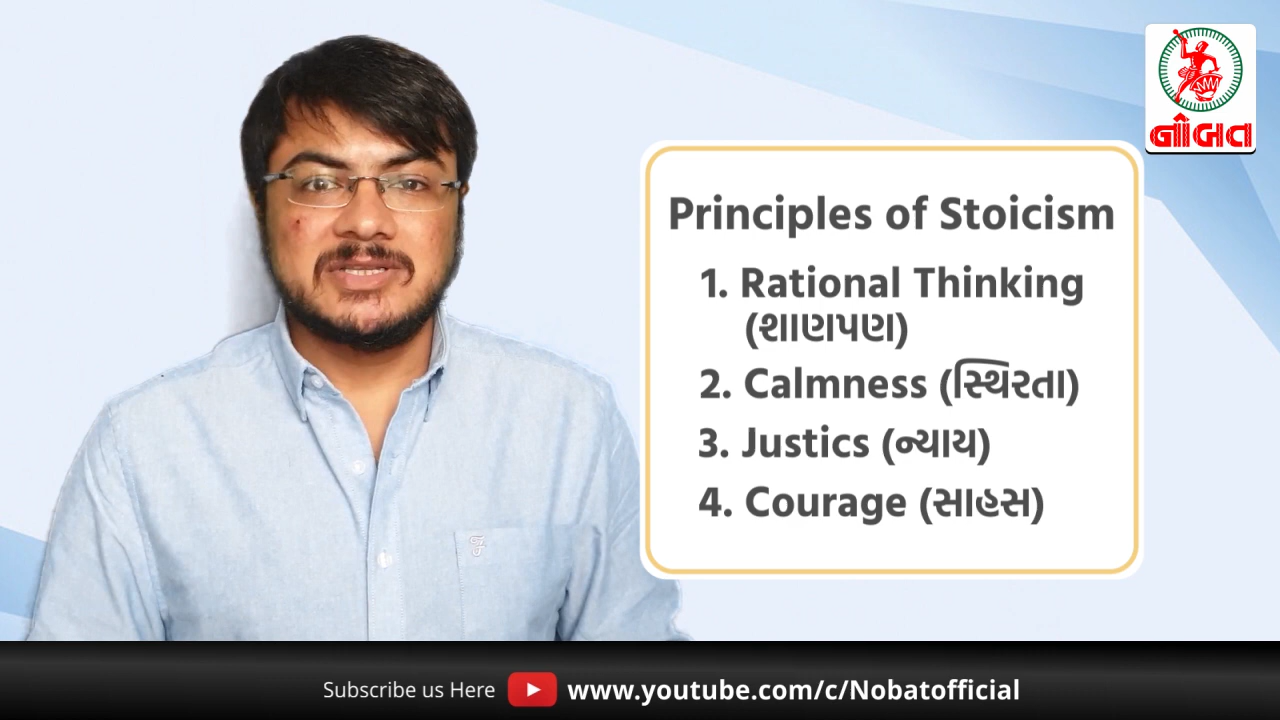 નોબત
Principles of Stoicism
1. Rational Thinking
(શાણપણ)
2. Calmness (સ્થિરતા)
3. Justics (ન્યાય)
4. Courage (સાહસ)
Subscribe us Here www.youtube.com/c/Nobatofficial